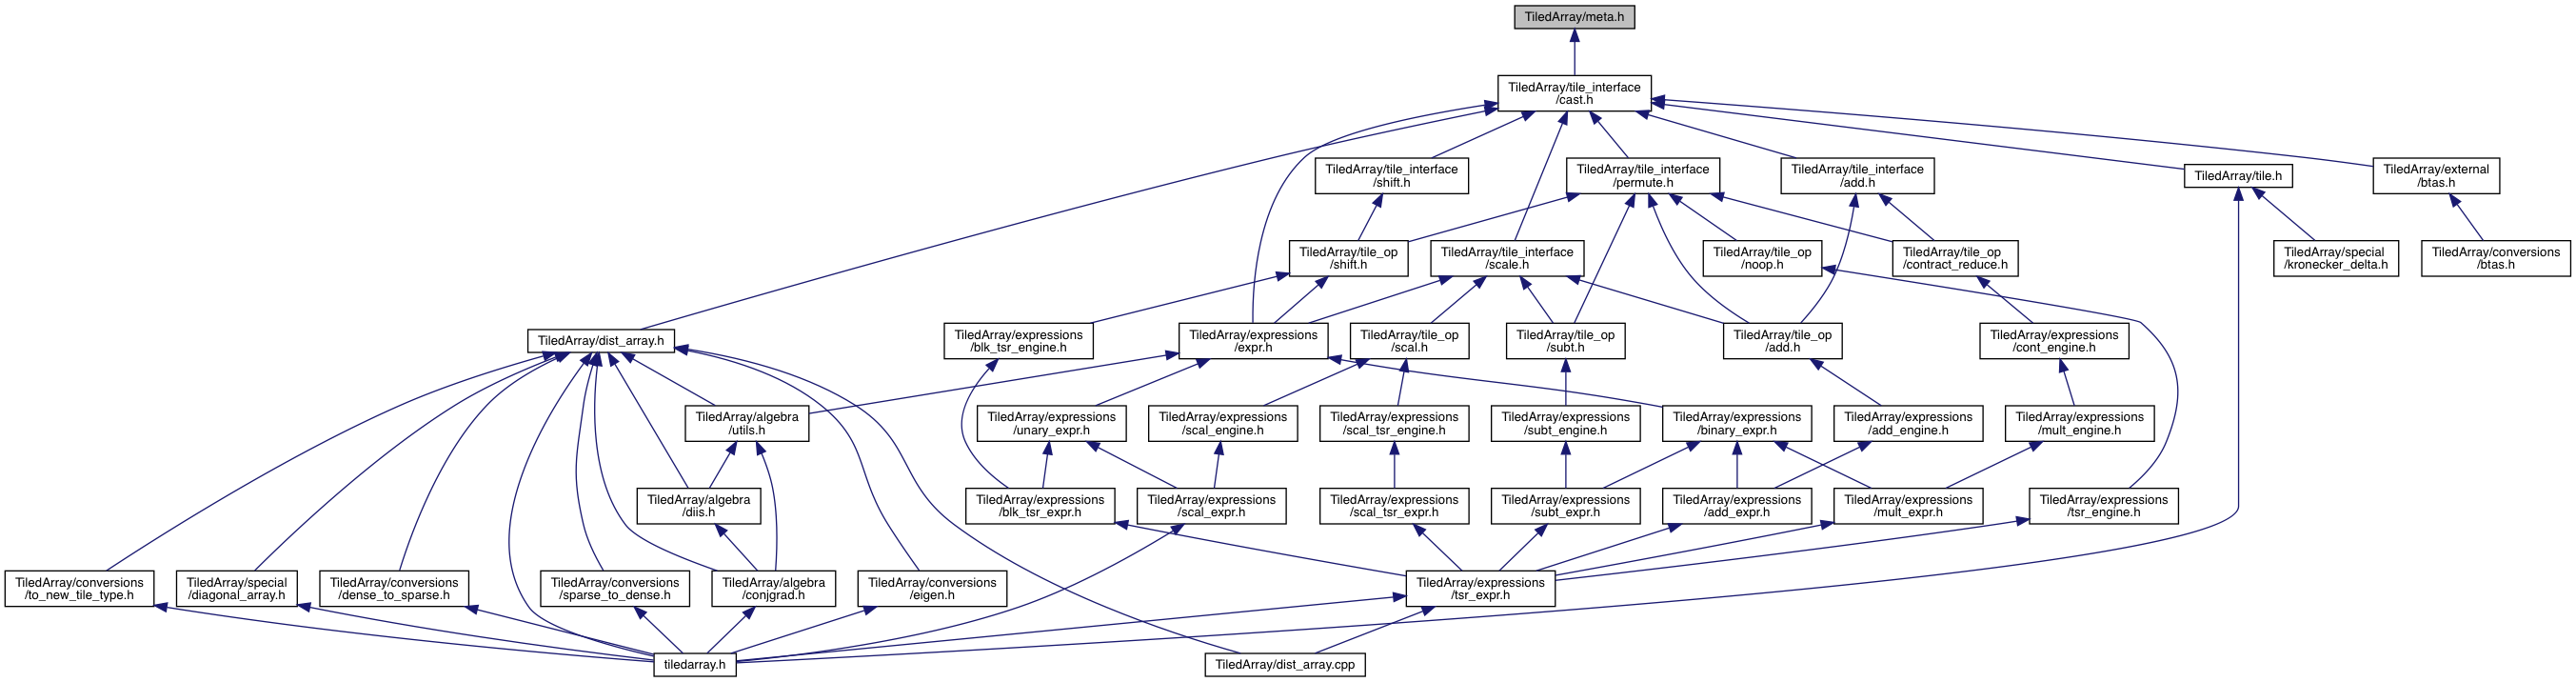 TiledArray/meta.h
TiledArray/tile_interface
/cast.h
TiledArray/tile_interface
/shift.h
TiledArray/tile_interface
/permute.h
TiledArray/tile_interface
/add.h
TiledArray/tile.h
TiledArray/external
/btas.h
TiledArray/tile_op
/shift.h
TiledArray/tile_interface
/scale.h
TiledArray/tile_op
/noop.h
TiledArray/tile_op
/contract_reduce.h
TiledArray/special
/kronecker_delta.h
TiledArray/conversions
/btas.h
TiledArray/dist_array.h
TiledArray/expressions
/blk_tsr_engine.h
TiledArray/expressions
/expr.h
TiledArray/tile_op
/scal.h
TiledArray/tile_op
/subt.h
TiledArray/tile_op
/add.h
TiledArray/expressions
/cont_engine.h
TiledArray/algebra
/utils.h
TiledArray/expressions
/unary_expr.h
TiledArray/expressions
/scal_engine.h
TiledArray/expressions
/scal_tsr_engine.h
TiledArray/expressions
/subt_engine.h
TiledArray/expressions
/binary_expr.h
TiledArray/expressions
/add_engine.h
TiledArray/expressions
/mult_engine.h
TiledArray/algebra
/diis.h
TiledArray/expressions
/blk_tsr_expr.h
TiledArray/expressions
/scal_expr.h
TiledArray/expressions
/scal_tsr_expr.h
TiledArray/expressions
/subt_expr.h
TiledArray/expressions
/add_expr.h
TiledArray/expressions
/mult_expr.h
TiledArray/expressions
/tsr_engine.h
TiledArray/conversions
/to_new_tile_type.h
TiledArray/special
/diagonal_array.h
TiledArray/conversions
/dense_to_sparse.h
TiledArray/conversions
/sparse_to_dense.h
TiledArray/algebra
/conjgrad.h
TiledArray/conversions
/eigen.h
TiledArray/expressions
/tsr_expr.h
tiledarray.h
TiledArray/dist_array.cpp